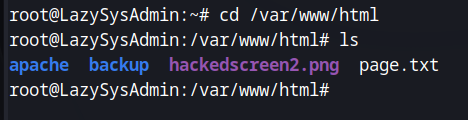 root@LazySysAdmin:~# cd /var/www/html
root@LazySysAdmin:/var/www/html# ls
apache  backup  hackedscreen2.png  page.txt
root@LazySysAdmin:/var/www/html#